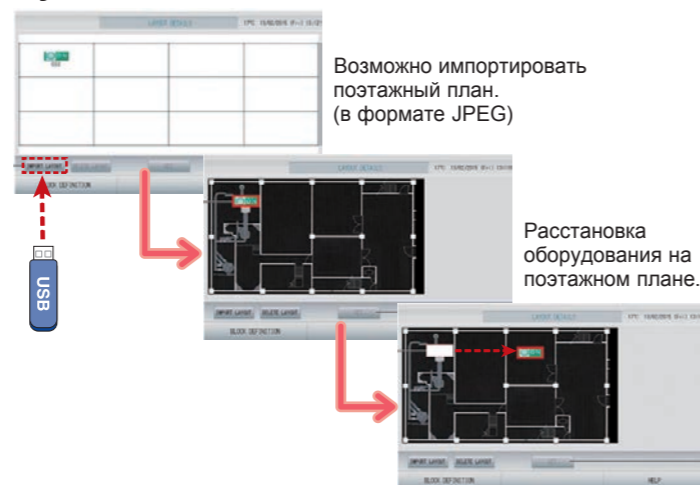 LAYOUT DETAILS
Возможно импортировать
поэтажный план.
(в формате JPEG)
IMPORT LAYOUT DELETE LAYOUT
BLOCK DEFINITION
USB
LAYOUT DETAILS
Расстановка
оборудования на
поэтажном плане.
IMPORT LAYOUT DELETE LAYOUT
BLOCK DEFINITION
LAYOUT DETAILS
IMPORT LAYOUT DELETE LAYOUT
BLOCK DEFINITION HELP